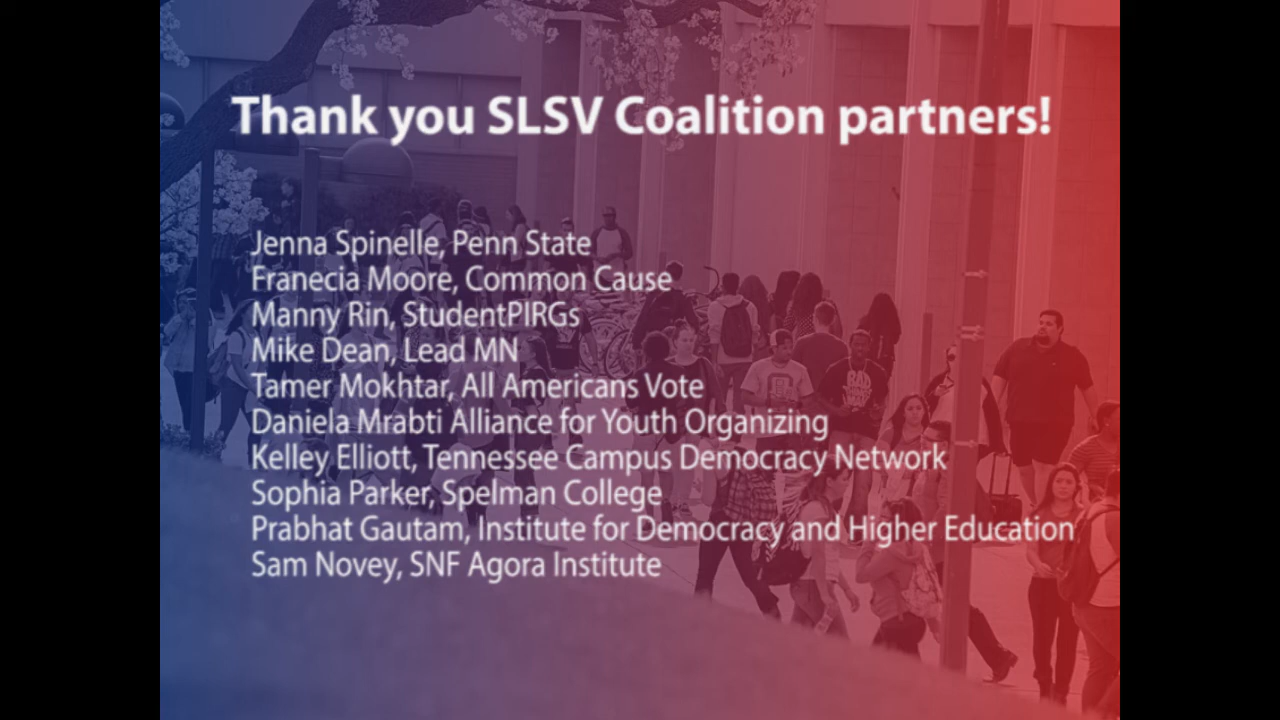 Thank you SLSV Coalition partners!
Jenna Spinelle, Penn State
Franecia Moore, Common Cause
Manny Rin, StudentPIRGs
Mike Dean, Lead MN
Tamer Mokhtar, All Americans Vote
Daniela Mrabti Alliance for Youth Organizing
Kelley Elliott, Tennessee Campus Democracy Network
Sophia Parker, Spelman College
Prabhat Gautam, Institute for Democracy and Higher Education
Sam Novey, SNF Agora Institute